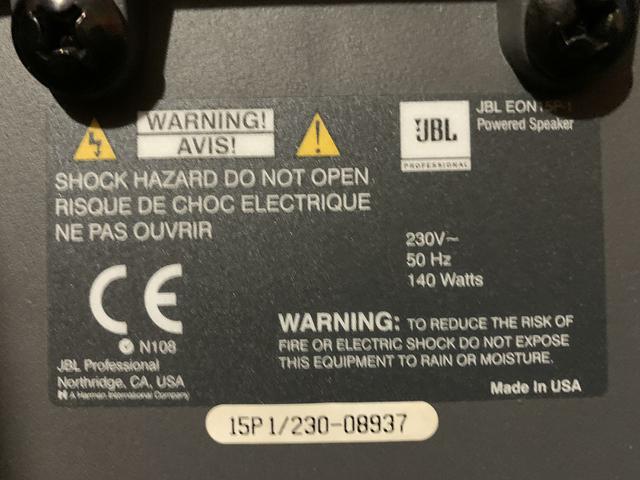 WARNING!
AVIS!
SHOCK HAZARD DO NOT OPEN
RISQUE DE CHOC ELECTRIQUE
NE PAS OUVRIR
JBL
PROFESSIONAL
JBL EON15P-1
Powered Speaker
230V~
50 Hz
140 Watts
CE
N108
JBL Professional
Northridge, CA, USA
H A Harman International Company
WARNING: TO REDUCE THE RISK OF
FIRE OR ELECTRIC SHOCK DO NOT EXPOSE
THIS EQUIPMENT TO RAIN OR MOISTURE.
Made In USA
15P1/230-08937